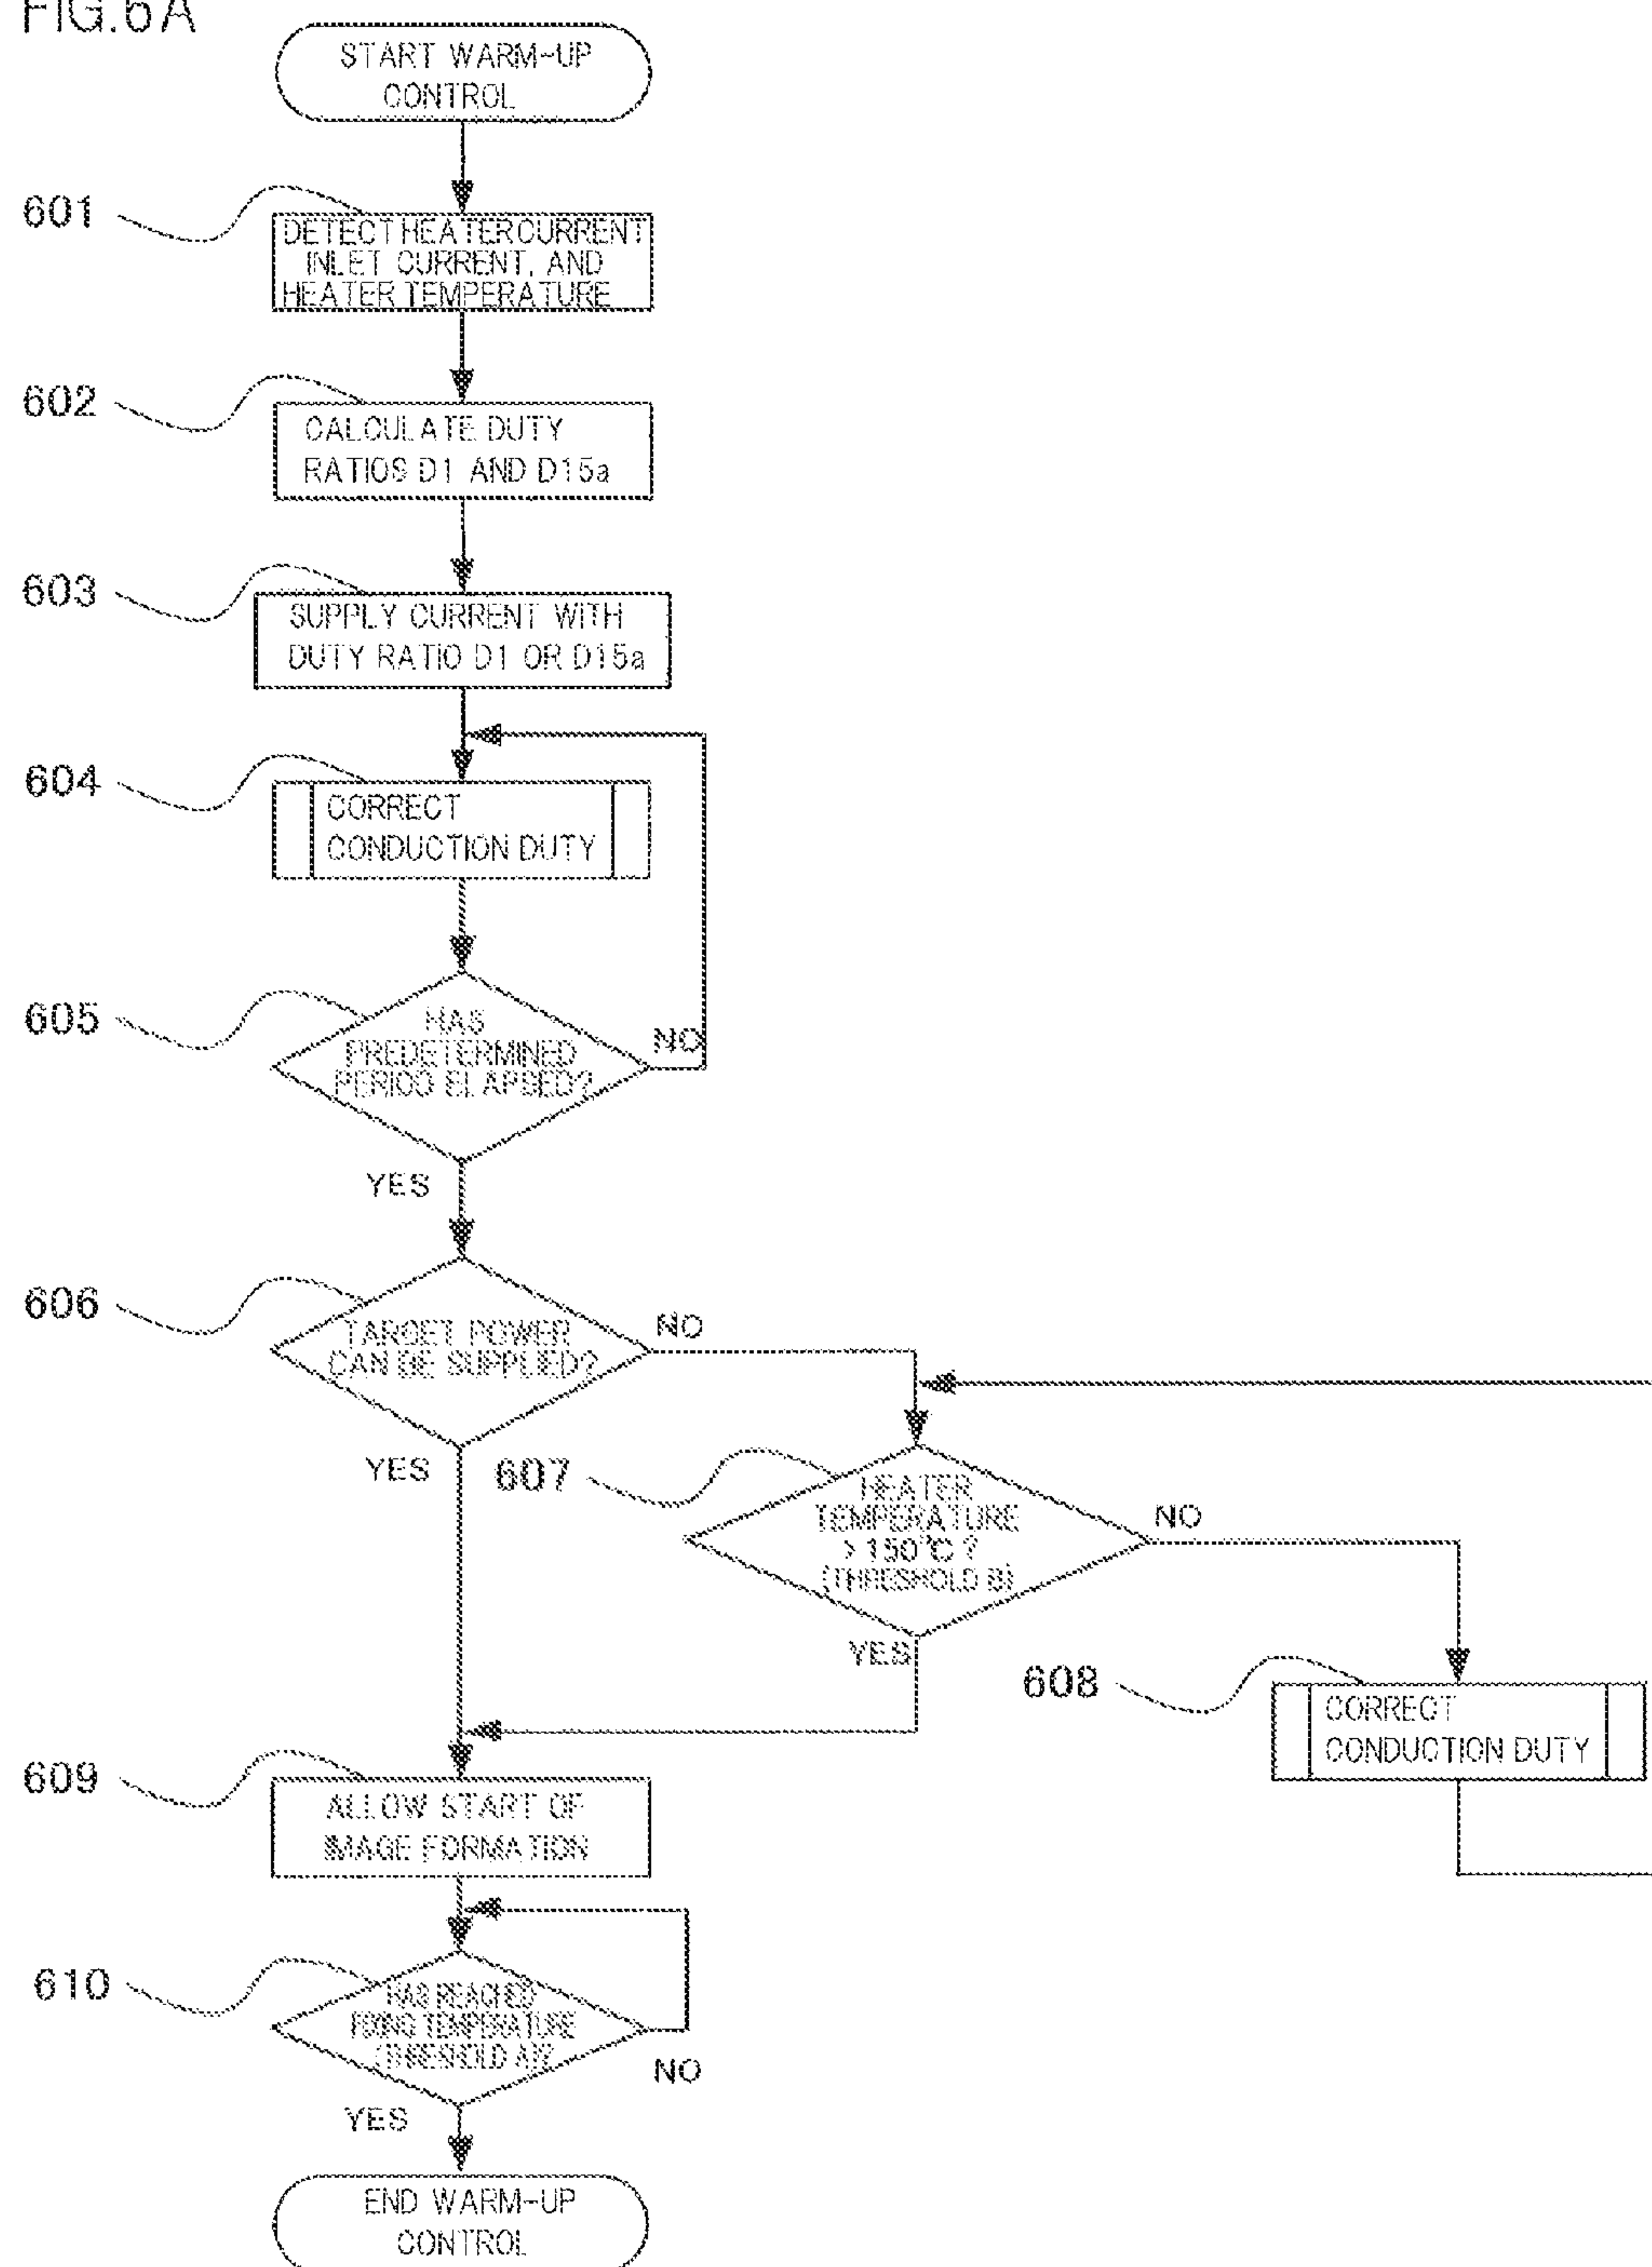 FIG.6A
START WARM-UP
CONTROL
601
DETECT HEATER CURRENT
INLET CURRENT, AND
HEATER TEMPERATURE
602
CALCULATE DUTY
RATIOS D1 AND D15a
603
SUPPLY CURRENT WITH
DUTY RATIO D1 OR D15a
604
CORRECT
CONDUCTION DUTY
605
HAS
PREDETERMINED
PERIOD ELAPSED?
NO
YES
606
TARGET POWER
CAN BE SUPPLIED?
NO
YES
607
HEATER
TEMPERATURE
> 150°C ?
(THRESHOLD B)
NO
YES
608
CORRECT
CONDUCTION DUTY
609
ALLOW START OF
IMAGE FORMATION
610
HAS REACHED
FIXING TEMPERATURE
(THRESHOLD A)?
NO
YES
END WARM-UP
CONTROL